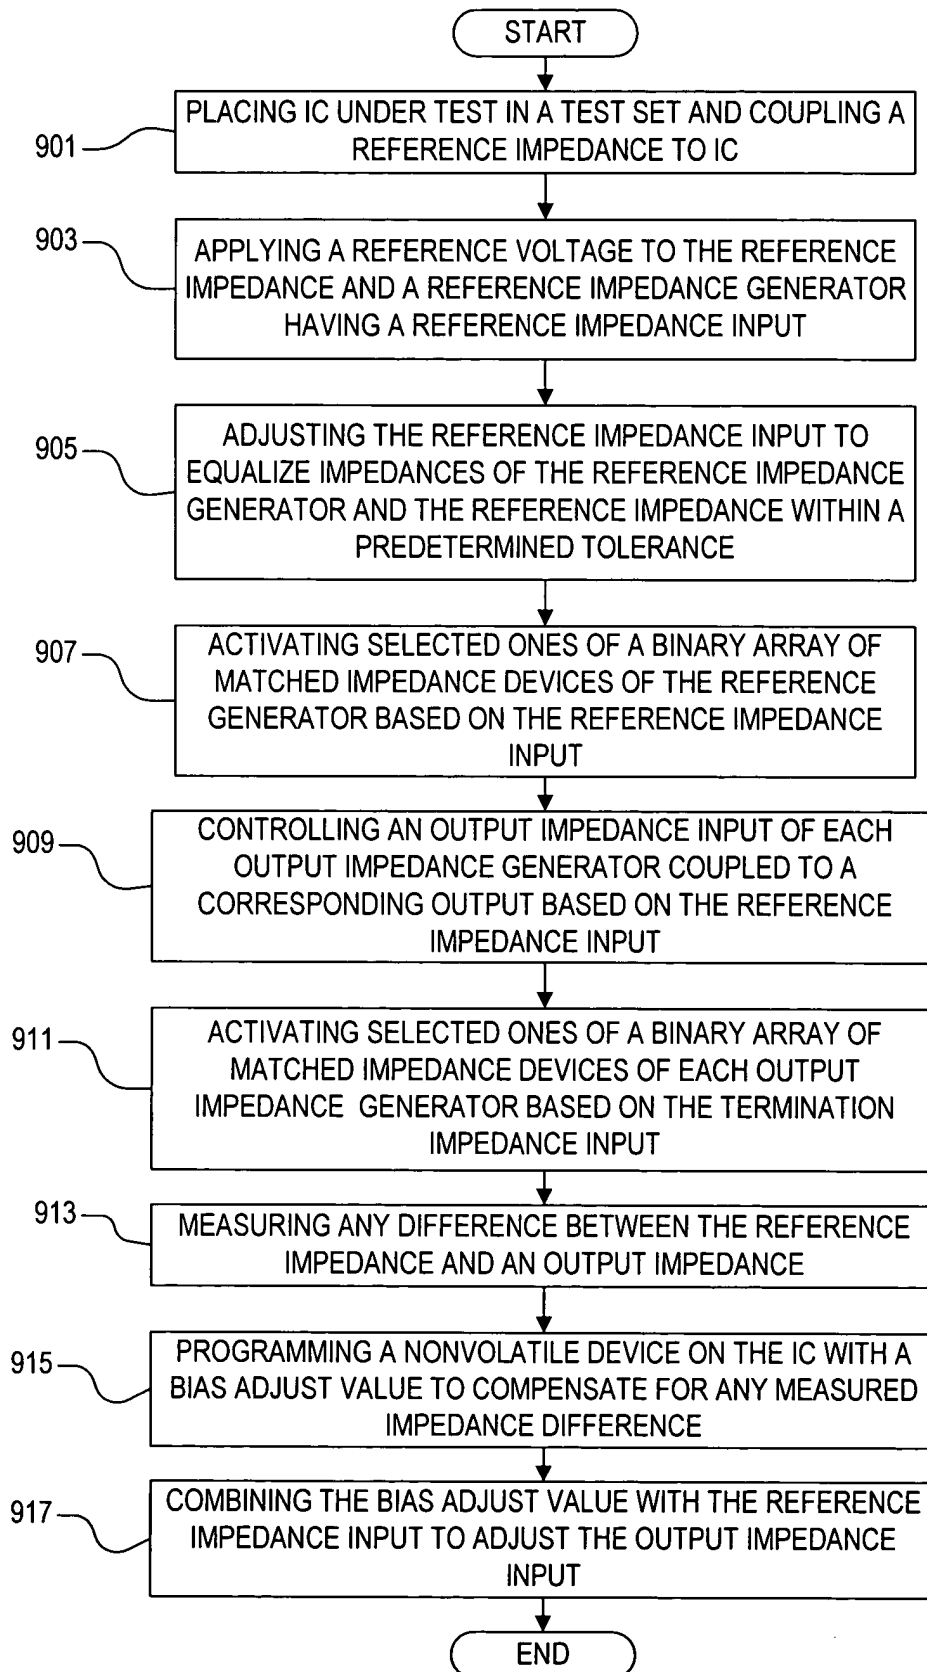 START
901
PLACING IC UNDER TEST IN A TEST SET AND COUPLING A
REFERENCE IMPEDANCE TO IC
903
APPLYING A REFERENCE VOLTAGE TO THE REFERENCE
IMPEDANCE AND A REFERENCE IMPEDANCE GENERATOR
HAVING A REFERENCE IMPEDANCE INPUT
905
ADJUSTING THE REFERENCE IMPEDANCE INPUT TO
EQUALIZE IMPEDANCES OF THE REFERENCE IMPEDANCE
GENERATOR AND THE REFERENCE IMPEDANCE WITHIN A
PREDETERMINED TOLERANCE
907
ACTIVATING SELECTED ONES OF A BINARY ARRAY OF
MATCHED IMPEDANCE DEVICES OF THE REFERENCE
GENERATOR BASED ON THE REFERENCE IMPEDANCE
INPUT
909
CONTROLLING AN OUTPUT IMPEDANCE INPUT OF EACH
OUTPUT IMPEDANCE GENERATOR COUPLED TO A
CORRESPONDING OUTPUT BASED ON THE REFERENCE
IMPEDANCE INPUT
911
ACTIVATING SELECTED ONES OF A BINARY ARRAY OF
MATCHED IMPEDANCE DEVICES OF EACH OUTPUT
IMPEDANCE GENERATOR BASED ON THE TERMINATION
IMPEDANCE INPUT
913
MEASURING ANY DIFFERENCE BETWEEN THE REFERENCE
IMPEDANCE AND AN OUTPUT IMPEDANCE
915
PROGRAMMING A NONVOLATILE DEVICE ON THE IC WITH A
BIAS ADJUST VALUE TO COMPENSATE FOR ANY MEASURED
IMPEDANCE DIFFERENCE
917
COMBINING THE BIAS ADJUST VALUE WITH THE REFERENCE
IMPEDANCE INPUT TO ADJUST THE OUTPUT IMPEDANCE
INPUT
END